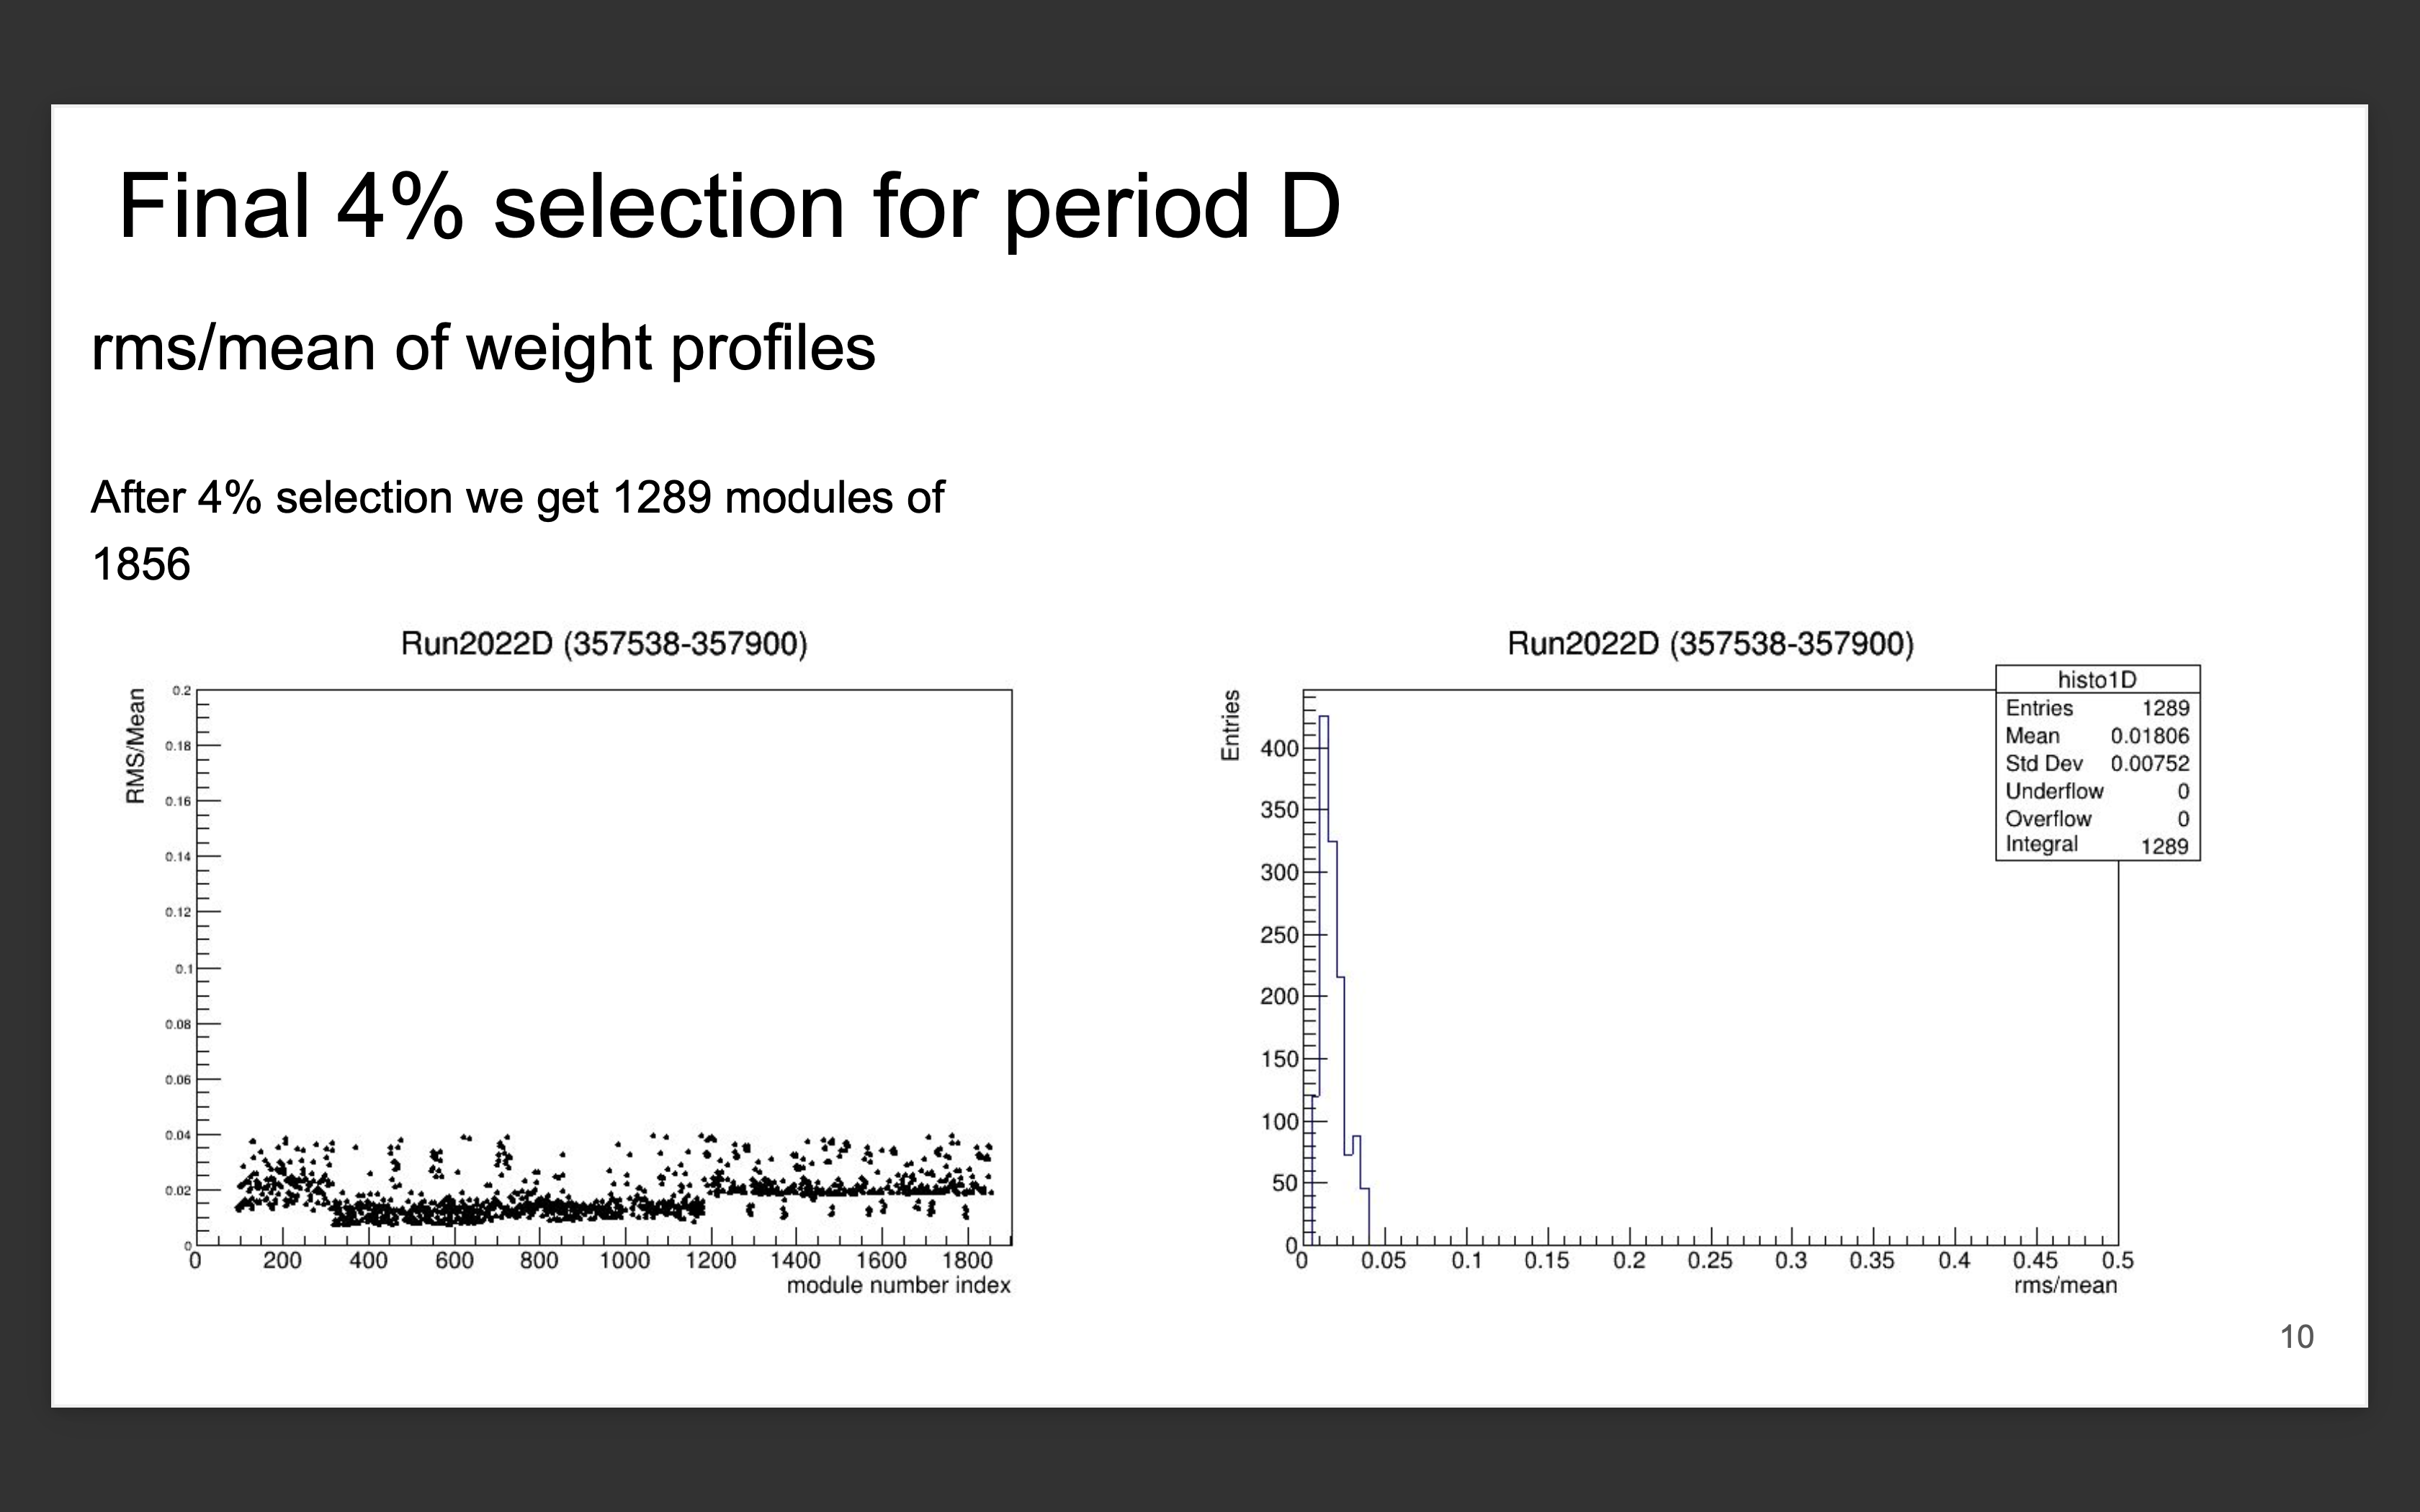 Final 4% selection for period D
rms/mean of weight profiles
After 4% selection we get 1289 modules of
1856
Run2022D (357538-357900)
RMS/Mean
0.2
0.18
0.16
0.14
0.12
0.1
0.08
0.06
0.04
0.02
0
0 200 400 600 800 1000 1200 1400 1600 1800
module number index
Run2022D (357538-357900)
histo1D
Entries 1289
Mean 0.01806
Std Dev 0.00752
Underflow 0
Overflow 0
Integral 1289
Entries
400
350
300
250
200
150
100
50
0
0 0.05 0.1 0.15 0.2 0.25 0.3 0.35 0.4 0.45 0.5
rms/mean
10